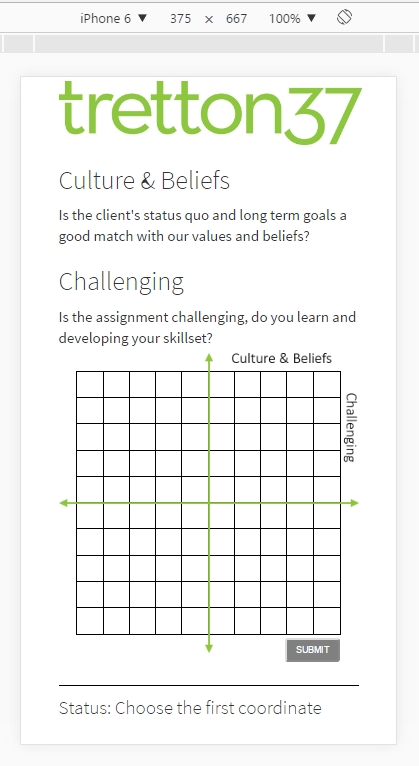 iPhone 6 ▼ 375 × 667 100% ▼
tretton37
Culture & Beliefs
Is the client's status quo and long term goals a
good match with our values and beliefs?
Challenging
Is the assignment challenging, do you learn and
developing your skillset?
Culture & Beliefs
Challenging
SUBMIT
Status: Choose the first coordinate